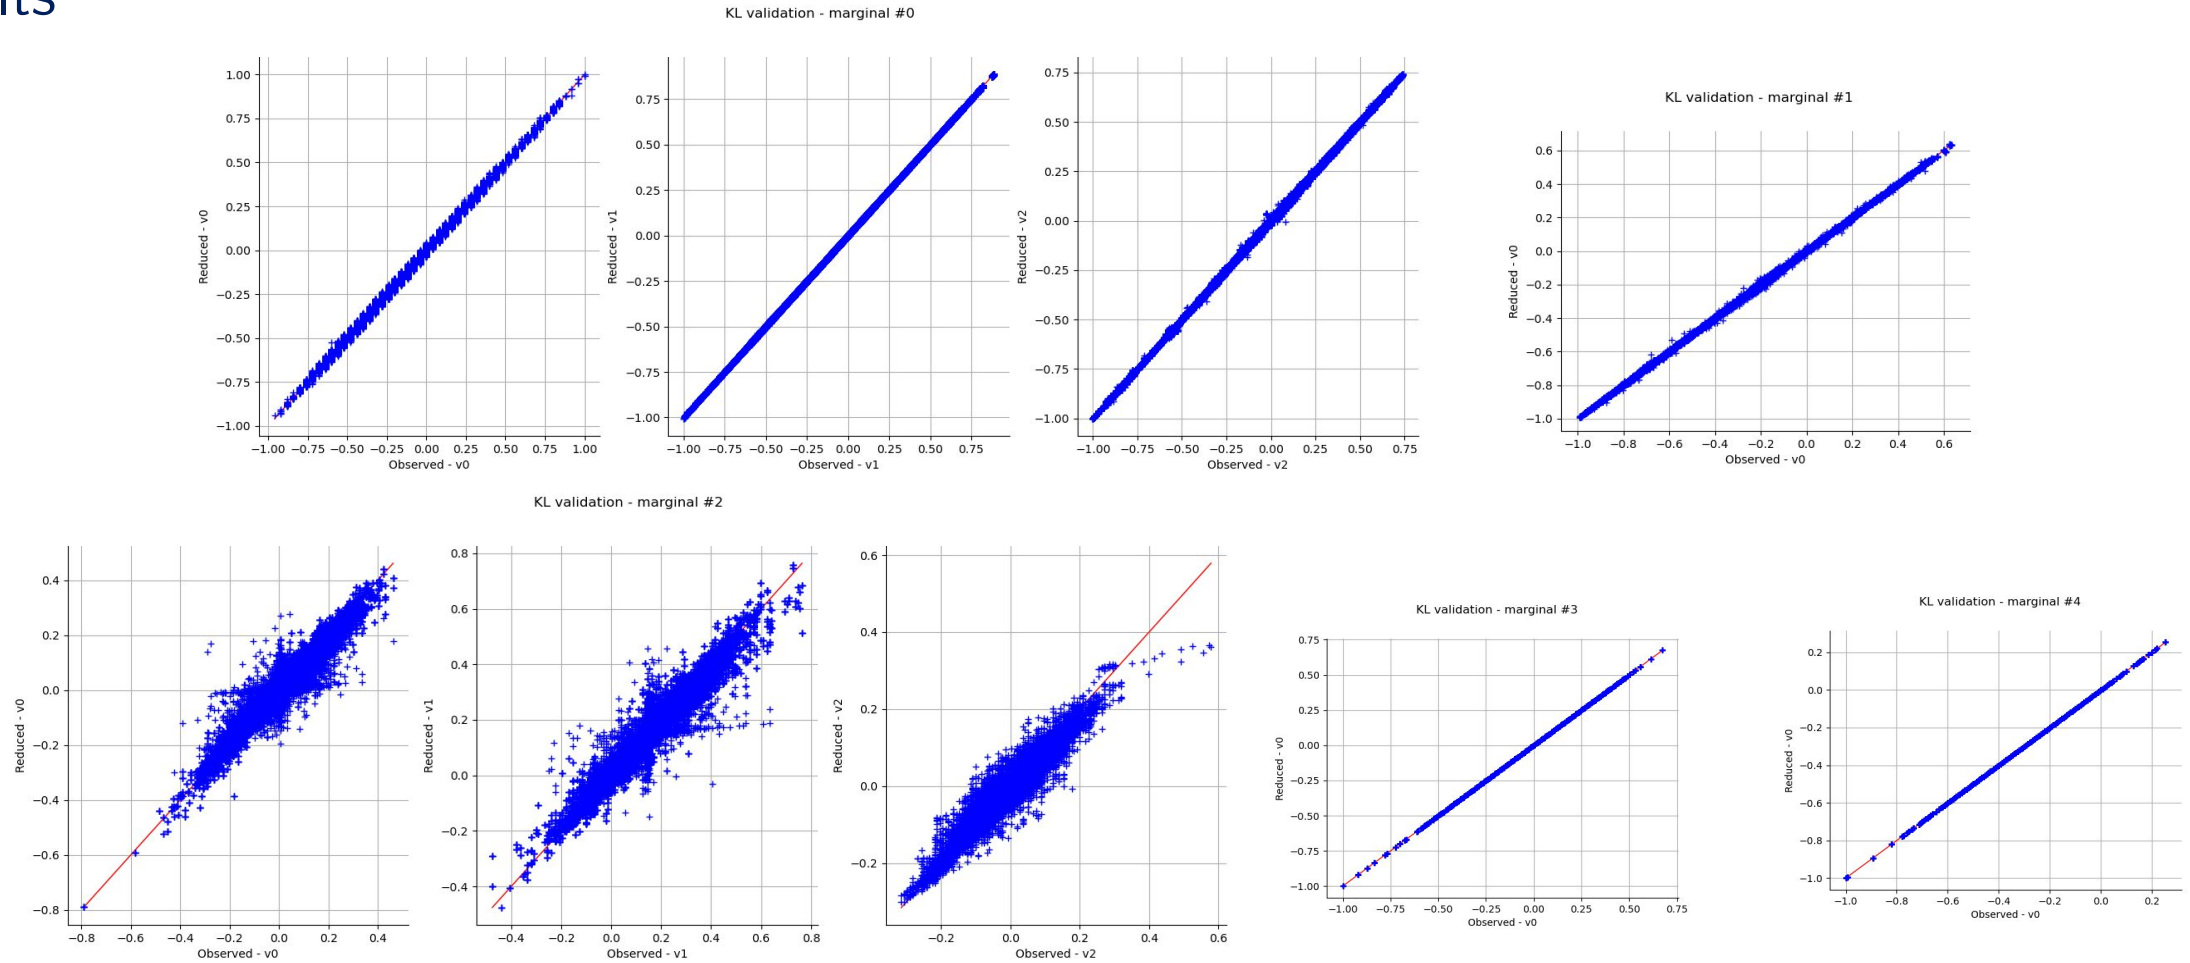 KL validation - marginal #0
1.00
0.75
0.50
0.25
0.00
−0.25
−0.50
−0.75
−1.00
Reduced - v0
−1.00 −0.75 −0.50 −0.25 0.00 0.25 0.50 0.75 1.00
Observed - v0
0.75
0.50
0.25
0.00
−0.25
−0.50
−0.75
−1.00
Reduced - v1
−1.00 −0.75 −0.50 −0.25 0.00 0.25 0.50 0.75
Observed - v1
0.75
0.50
0.25
0.00
−0.25
−0.50
−0.75
−1.00
Reduced - v2
−1.00 −0.75 −0.50 −0.25 0.00 0.25 0.50 0.75
Observed - v2
KL validation - marginal #1
0.6
0.4
0.2
0.0
−0.2
−0.4
−0.6
−0.8
−1.0
Reduced - v0
−1.0 −0.8 −0.6 −0.4 −0.2 0.0 0.2 0.4 0.6
Observed - v0
KL validation - marginal #2
0.4
0.2
0.0
−0.2
−0.4
−0.6
−0.8
Reduced - v0
−0.8 −0.6 −0.4 −0.2 0.0 0.2 0.4
Observed - v0
0.8
0.6
0.4
0.2
0.0
−0.2
−0.4
Reduced - v1
−0.4 −0.2 0.0 0.2 0.4 0.6 0.8
Observed - v1
0.6
0.4
0.2
0.0
−0.2
Reduced - v2
−0.2 0.0 0.2 0.4 0.6
Observed - v2
KL validation - marginal #3
0.75
0.50
0.25
0.00
−0.25
−0.50
−0.75
−1.00
Reduced - v0
−1.00 −0.75 −0.50 −0.25 0.00 0.25 0.50 0.75
Observed - v0
KL validation - marginal #4
0.2
0.0
−0.2
−0.4
−0.6
−0.8
−1.0
Reduced - v0
−1.0 −0.8 −0.6 −0.4 −0.2 0.0 0.2
Observed - v0